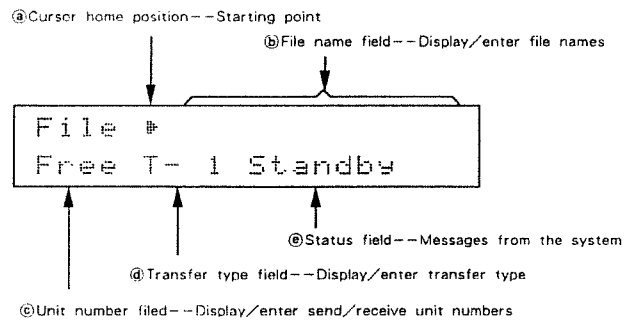 ⓐCursor home position--Starting point
ⓑFile name field--Display/enter file names
File
Free T- 1 Standby
ⓔStatus field--Messages from the system
ⓓTransfer type field--Display/enter transfer type
ⓒUnit number filed--Display/enter send/receive unit numbers